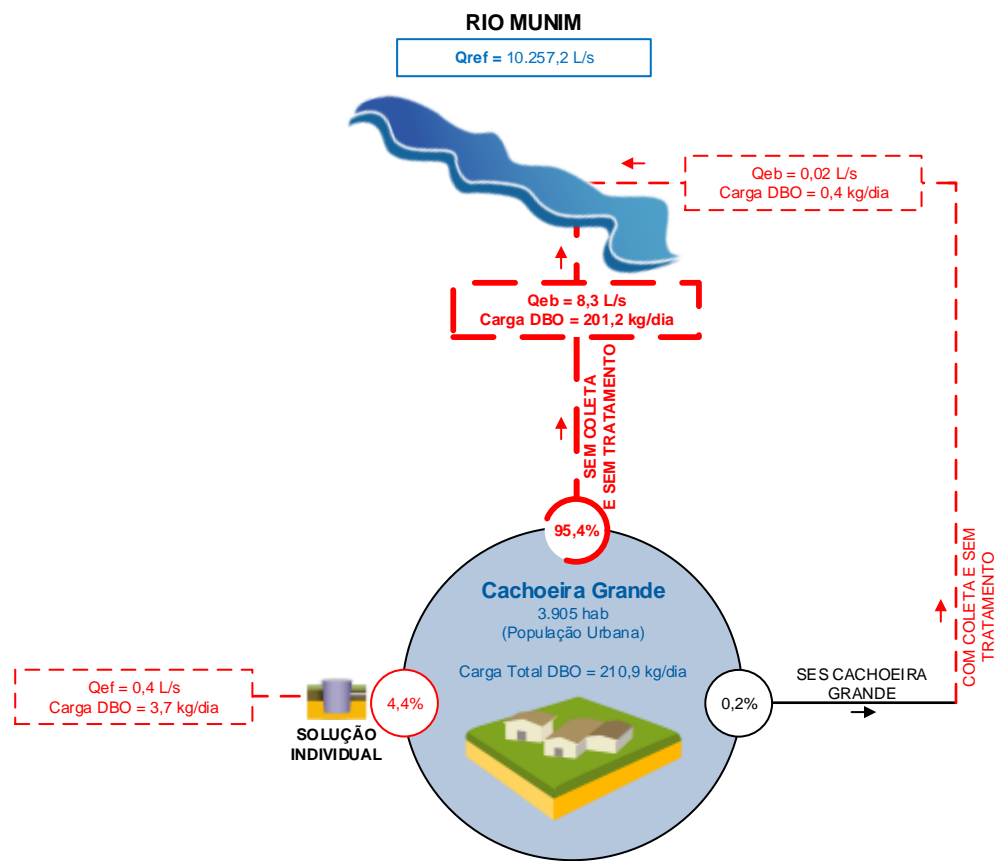 RIO MUNIM
Qref = 10.257,2 L/s
Qeb = 0,02 L/s
Carga DBO = 0,4 kg/dia
Qeb = 8,3 L/s
Carga DBO = 201,2 kg/dia
SEM COLETA
E SEM TRATAMENTO
95,4%
Cachoeira Grande
3.905 hab
(População Urbana)
Carga Total DBO = 210,9 kg/dia
Qef = 0,4 L/s
Carga DBO = 3,7 kg/dia
SOLUÇÃO
INDIVIDUAL
4,4%
0,2%
SES CACHOEIRA
GRANDE
COM COLETA E SEM
TRATAMENTO